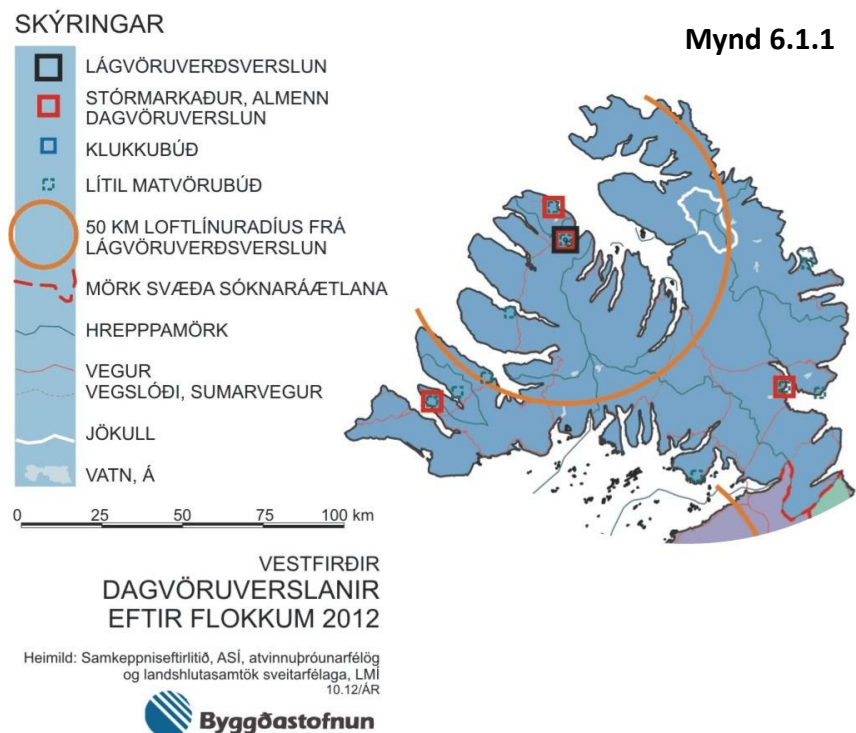 SKÝRINGAR
Mynd 6.1.1
LÁGVÖRUVERÐSVERSLUN
STÓRMARKAÐUR, ALMENN
DAGVÖRUVERSLUN
KLUKKUBÚÐ
LÍTIL MATVÖRUBÚÐ
50 KM LOFTLÍNURADÍUS FRÁ
LÁGVÖRUVERÐSVERSLUN
MÖRK SVÆÐA SÓKNARÁÆTLANA
HREPPPAMÖRK
VEGUR
VEGSLÓÐI, SUMARVEGUR
JÖKULL
VATN, Á
0 25 50 75 100 km
VESTFIRÐIR
DAGVÖRUVERSLANIR
EFTIR FLOKKUM 2012
Heimild: Samkeppniseftirlitið, ASÍ, atvinnuþróunarfélög
og landshlutasamtök sveitarfélaga, LMÍ
10.12/ÁR
Byggðastofnun